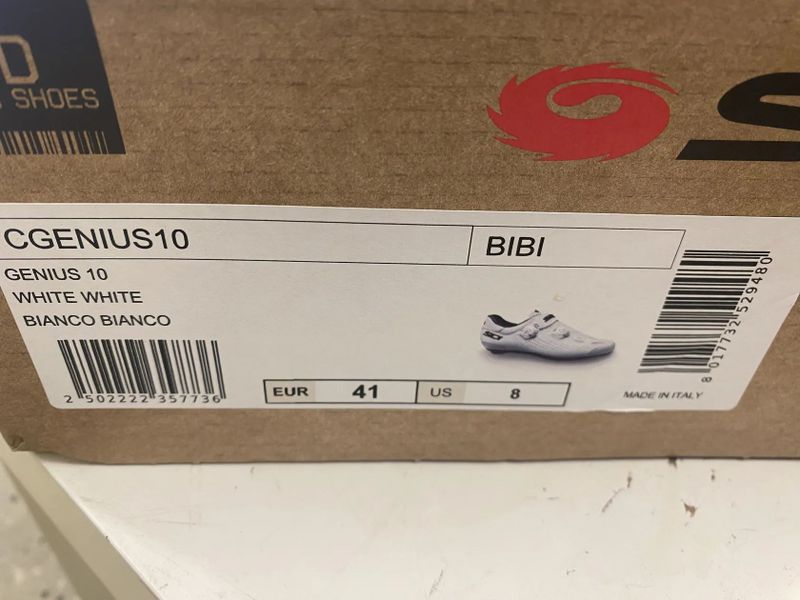 D
SHOES
S
CGENIUS10
BIBI
GENIUS 10
WHITE WHITE
BIANCO BIANCO
SIDI
2 502222 357736
EUR 41 US 8
8 017732 529480
MADE IN ITALY